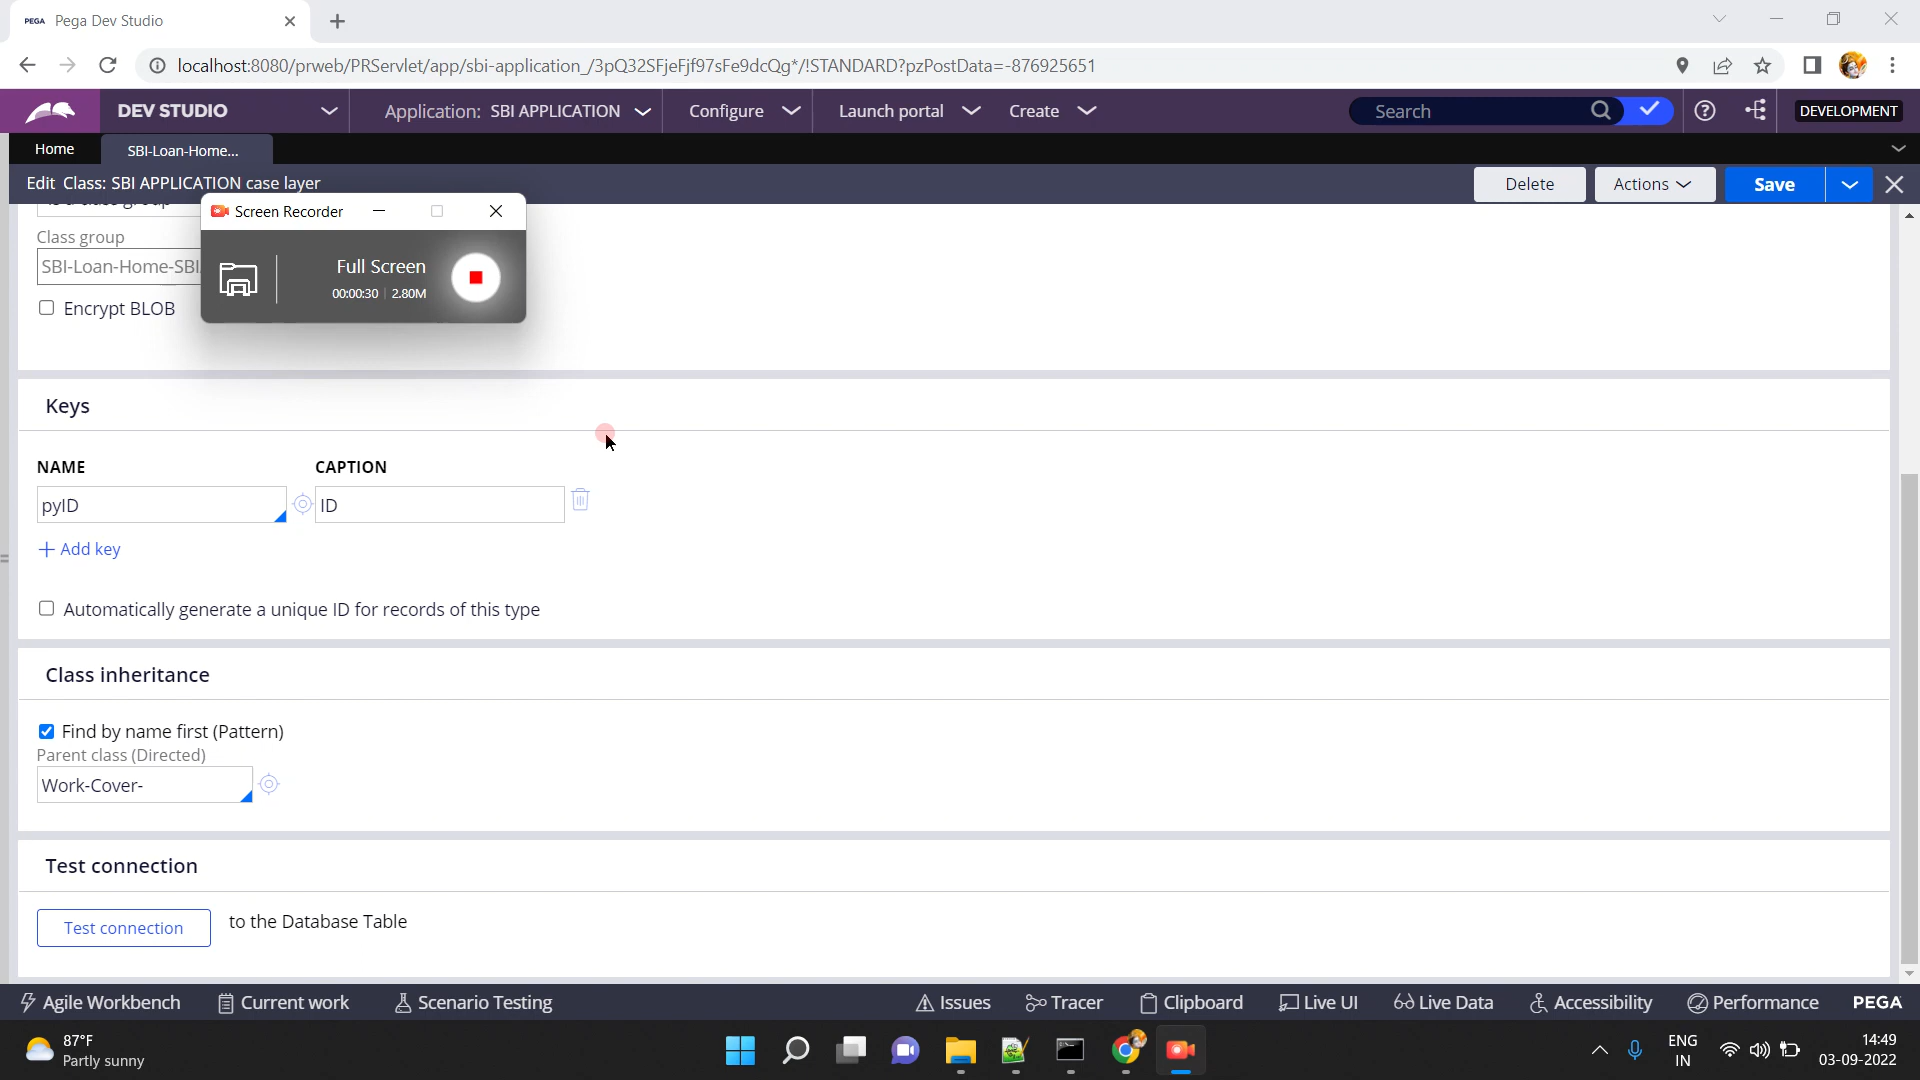 PEGA Pega Dev Studio
localhost:8080/prweb/PRServlet/app/sbi-application_/3pQ32SFjeFjf97sFe9dcQg*/!STANDARD?pzPostData=-876925651
DEV STUDIO Application: SBI APPLICATION Configure Launch portal Create Search DEVELOPMENT
Home SBI-Loan-Home...
Edit Class: SBI APPLICATION case layer Delete Actions Save
Screen Recorder
Full Screen
00:00:30 | 2.80M
Class group
SBI-Loan-Home-SBI
Encrypt BLOB
Keys
NAME CAPTION
pyID ID
+ Add key
Automatically generate a unique ID for records of this type
Class inheritance
Find by name first (Pattern)
Parent class (Directed)
Work-Cover-
Test connection
Test connection to the Database Table
Agile Workbench Current work Scenario Testing Issues Tracer Clipboard Live UI Live Data Accessibility Performance PEGA
87°F
Partly sunny
ENG
IN
14:49
03-09-2022